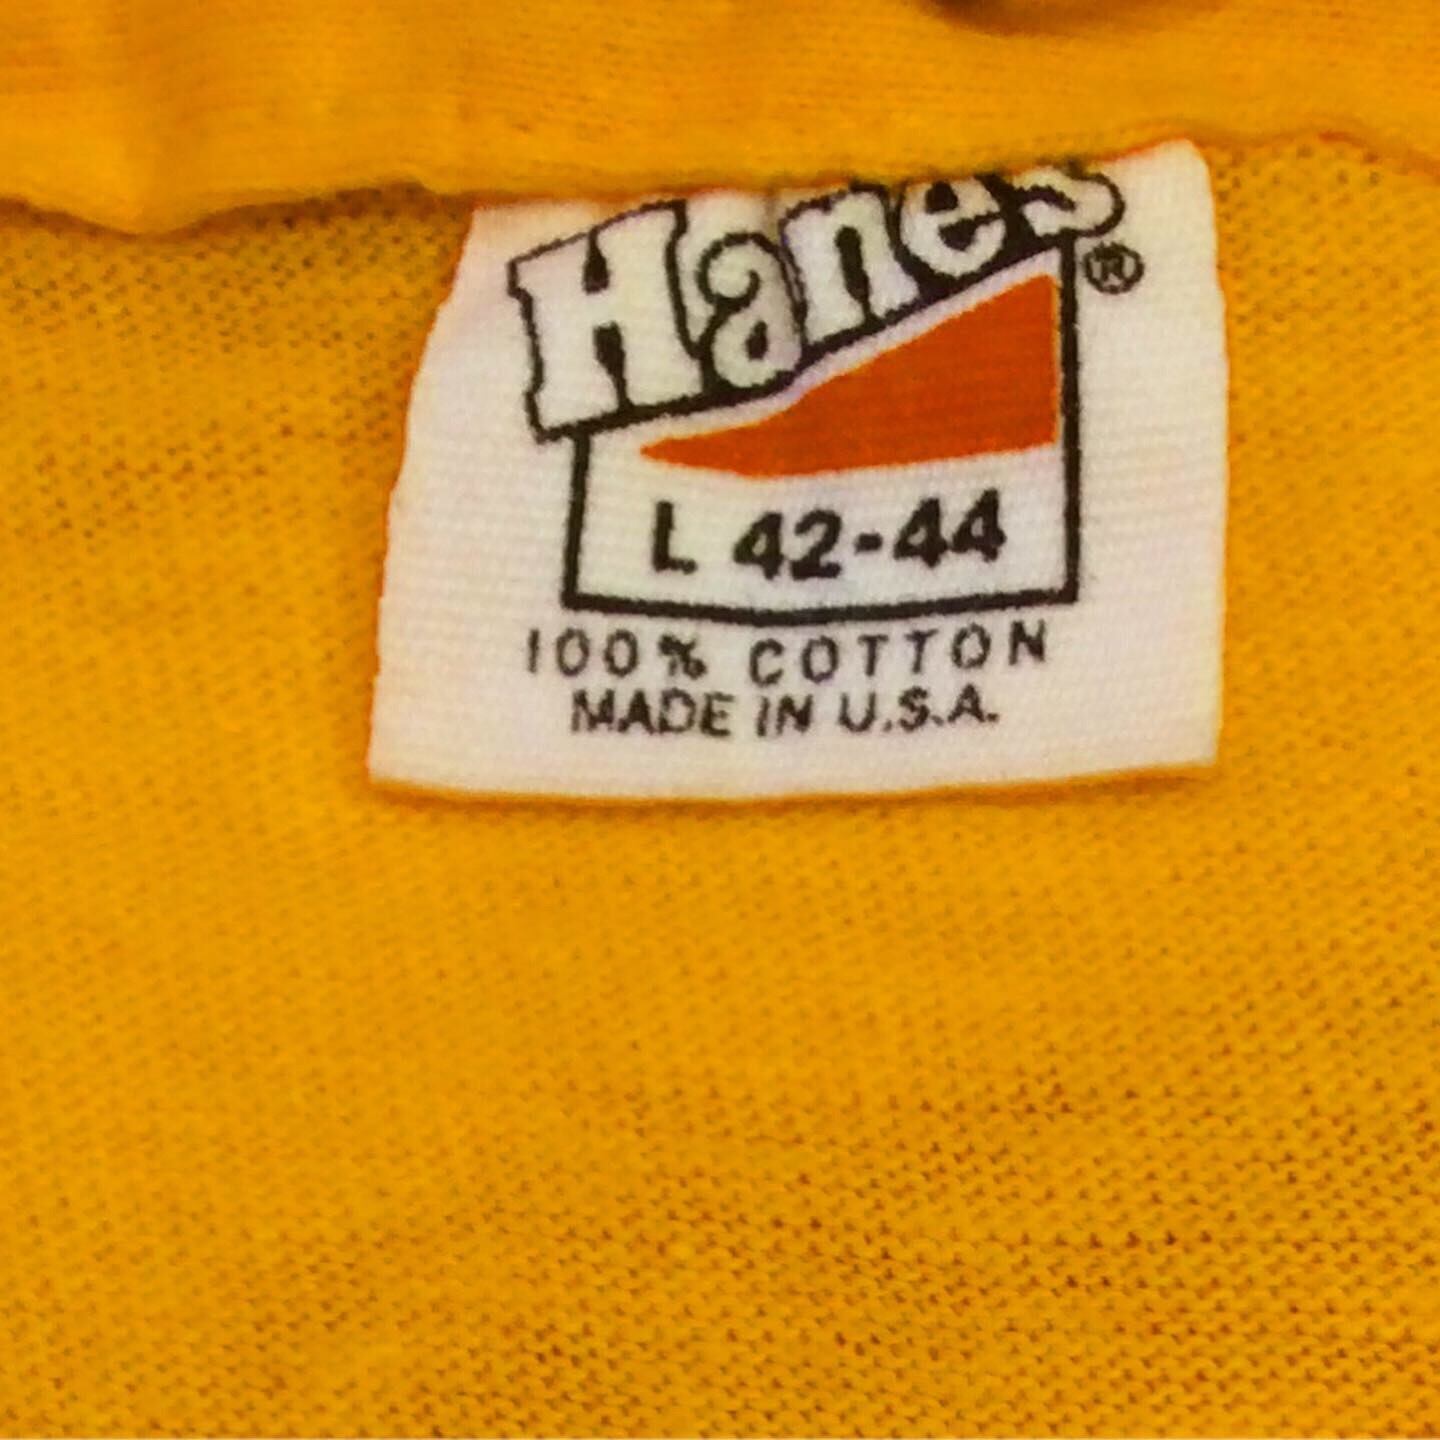 Hanes®
L 42-44
100% COTTON
MADE IN U.S.A.